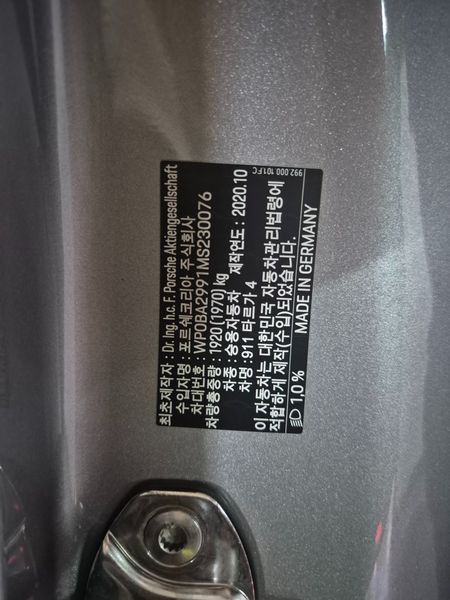 992.000.101.FC
최초제작자 : Dr. Ing. h.c. F. Porsche Aktiengesellschaft
수입자명 : 포르쉐코리아 주식회사
차대번호 : WP0BA2991MS230076
차량총중량 : 1920 (1970) kg
차종 : 승용자동차 제작연도 : 2020.10
차명 : 911 타르가 4
이 자동차는 대한민국 자동차관리법령에
적합하게 제작(수입)되었습니다.
1,0 % MADE IN GERMANY